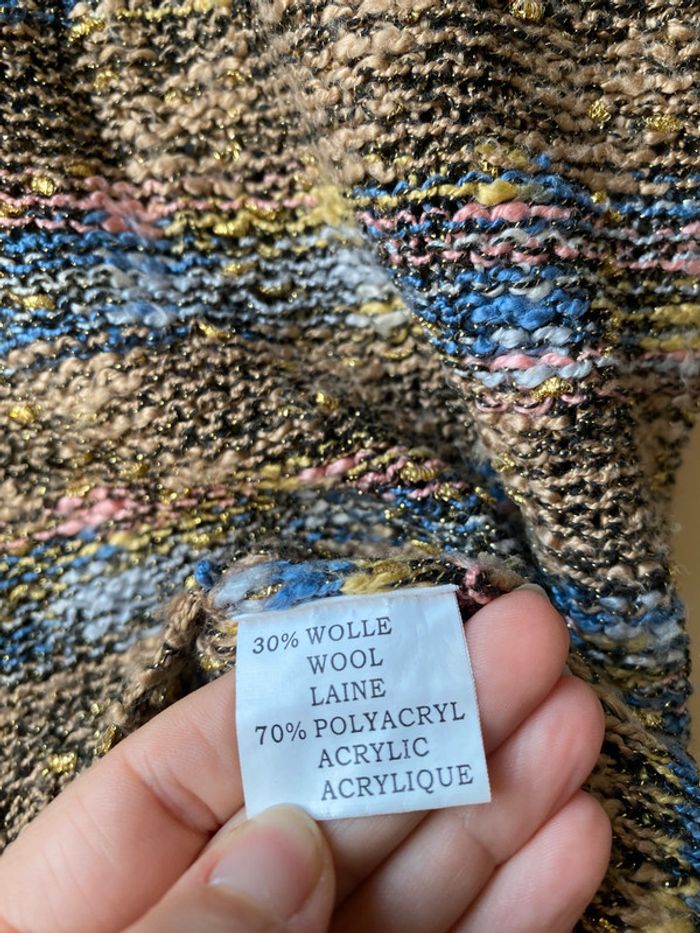 30% WOLLE
WOOL
LAINE
70% POLYACRYL
ACRYLIC
ACRYLIQUE